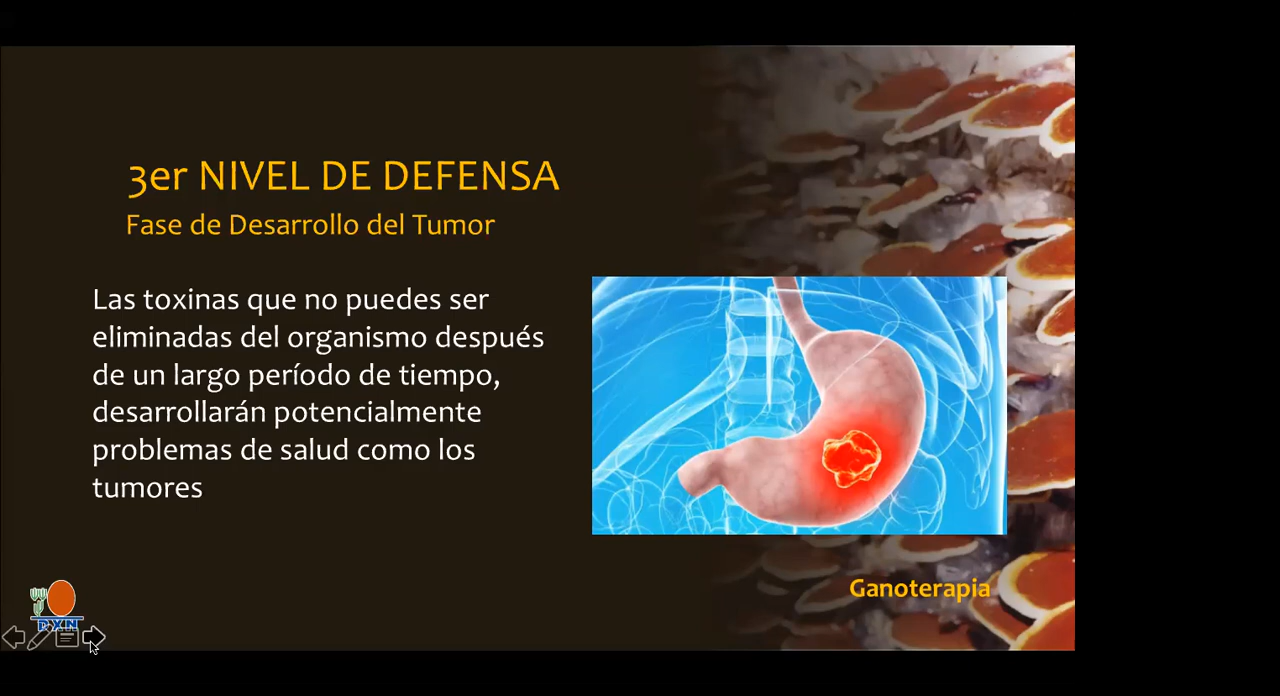 3er NIVEL DE DEFENSA
Fase de Desarrollo del Tumor
Las toxinas que no puedes ser
eliminadas del organismo después
de un largo período de tiempo,
desarrollarán potencialmente
problemas de salud como los
tumores
Ganoterapia
DXN